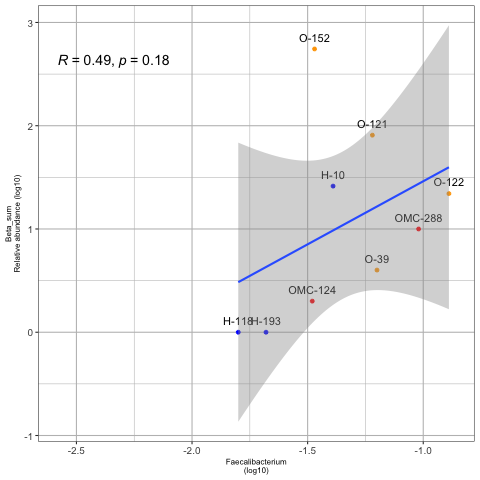 R = 0.49, p = 0.18
O-152
O-121
H-10
O-122
OMC-288
O-39
OMC-124
H-118
H-193
3
2
1
0
-1
-2.5
-2.0
-1.5
-1.0
Beta_sum
Relative abundance (log10)
Faecalibacterium
(log10)